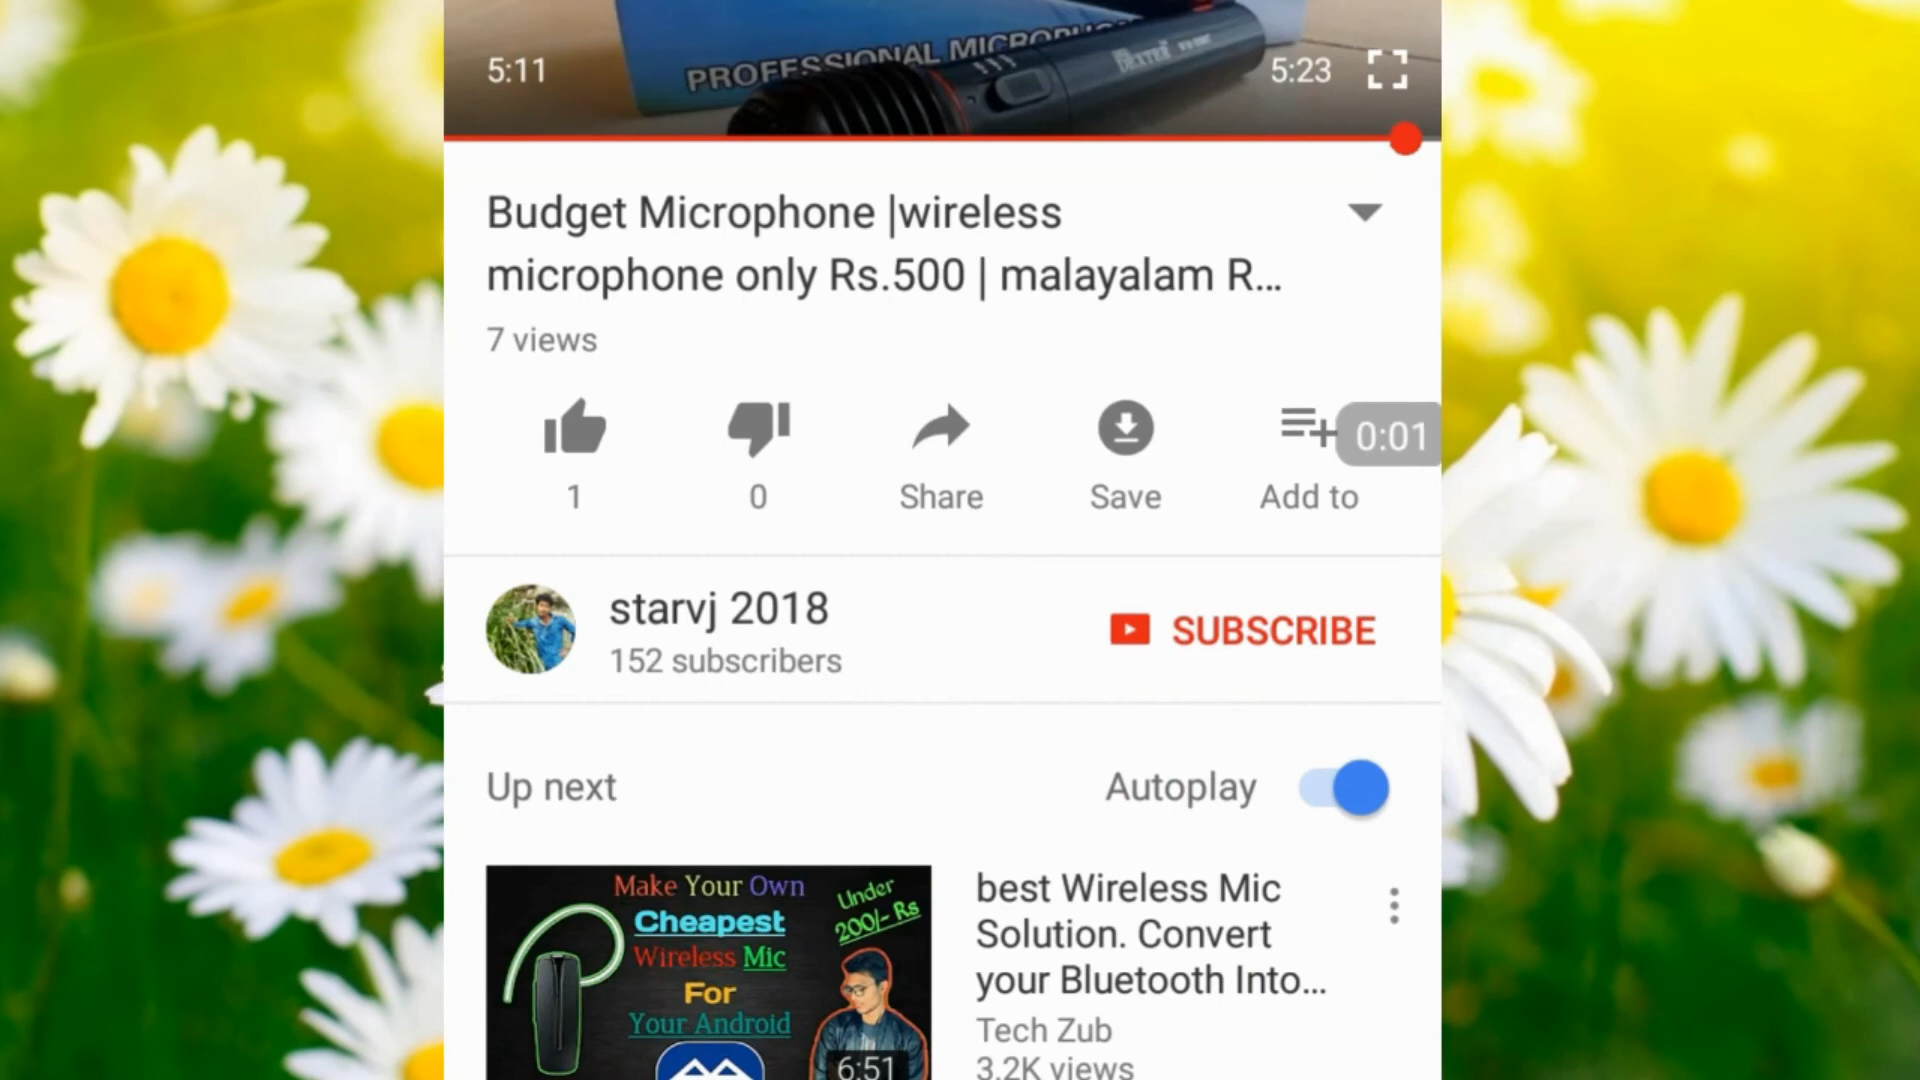 PROFESSIONAL MICROPHO
5:11
5:23
Budget Microphone |wireless
microphone only Rs.500 | malayalam R...
7 views
1
0
Share
Save
Add to
0:01
starvj 2018
152 subscribers
SUBSCRIBE
Up next
Autoplay
Make Your Own
Cheapest
Wireless Mic
For
Your Android
Under
200/- Rs
6:51
best Wireless Mic
Solution. Convert
your Bluetooth Into...
Tech Zub
3.2K views